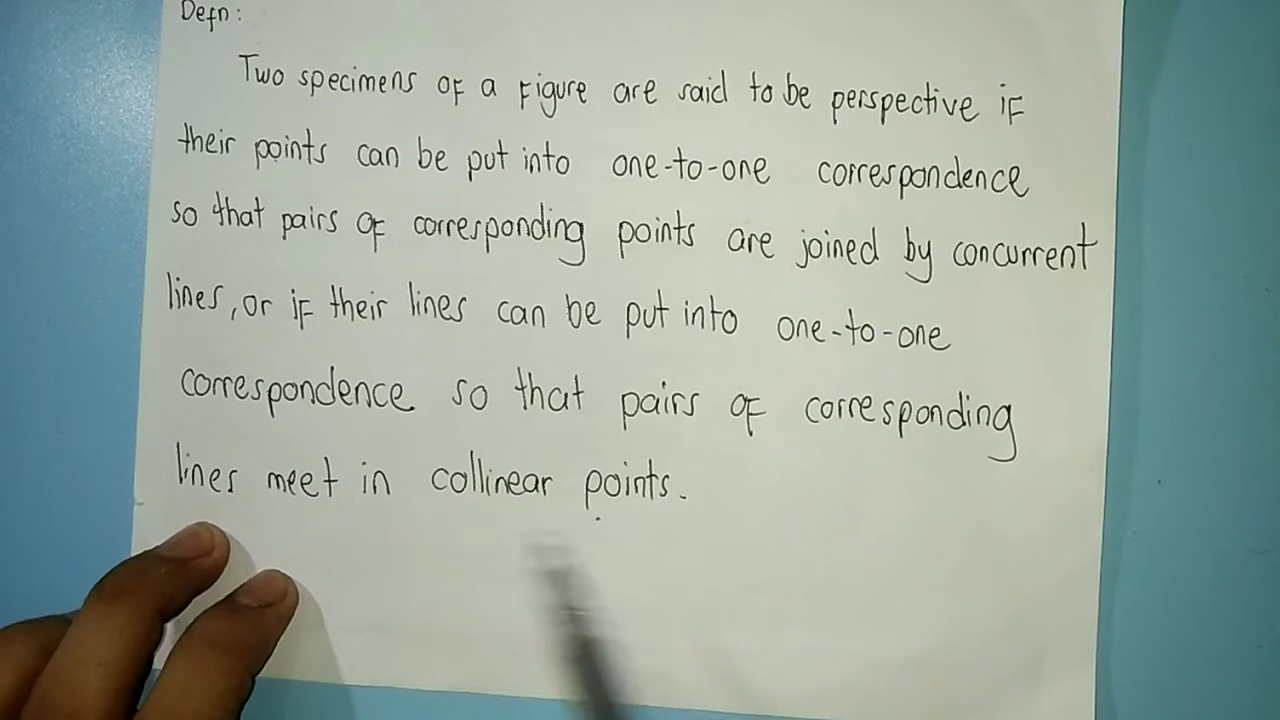 Defn:
Two specimens of a figure are said to be perspective if
their points can be put into one-to-one correspondence
so that pairs of corresponding points are joined by concurrent
lines, or if their lines can be put into one-to-one
correspondence so that pairs of corresponding
lines meet in collinear points.